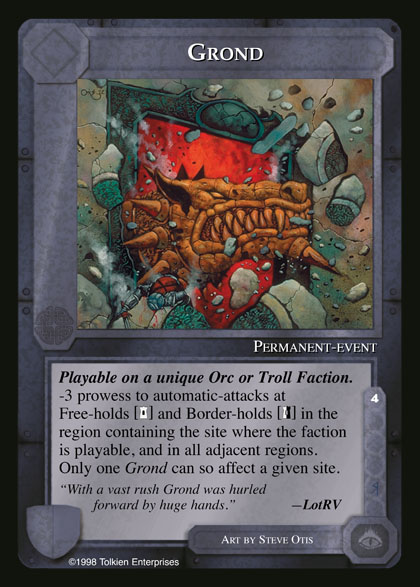 Grond
Permanent-event
Playable on a unique Orc or Troll Faction.
-3 prowess to automatic-attacks at
Free-holds [ ] and Border-holds [ ] in the
region containing the site where the faction
is playable, and in all adjacent regions.
Only one Grond can so affect a given site.
4
“With a vast rush Grond was hurled
forward by huge hands.” –LotRV
Art by Steve Otis
©1998 Tolkien Enterprises